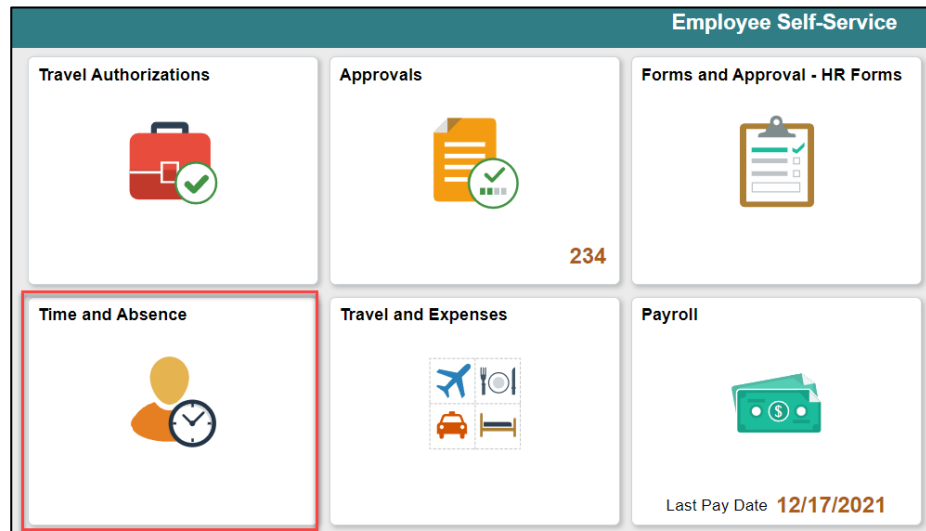 Employee Self-Service
Travel Authorizations
Approvals
234
Forms and Approval - HR Forms
Time and Absence
Travel and Expenses
Payroll
$
Last Pay Date 12/17/2021